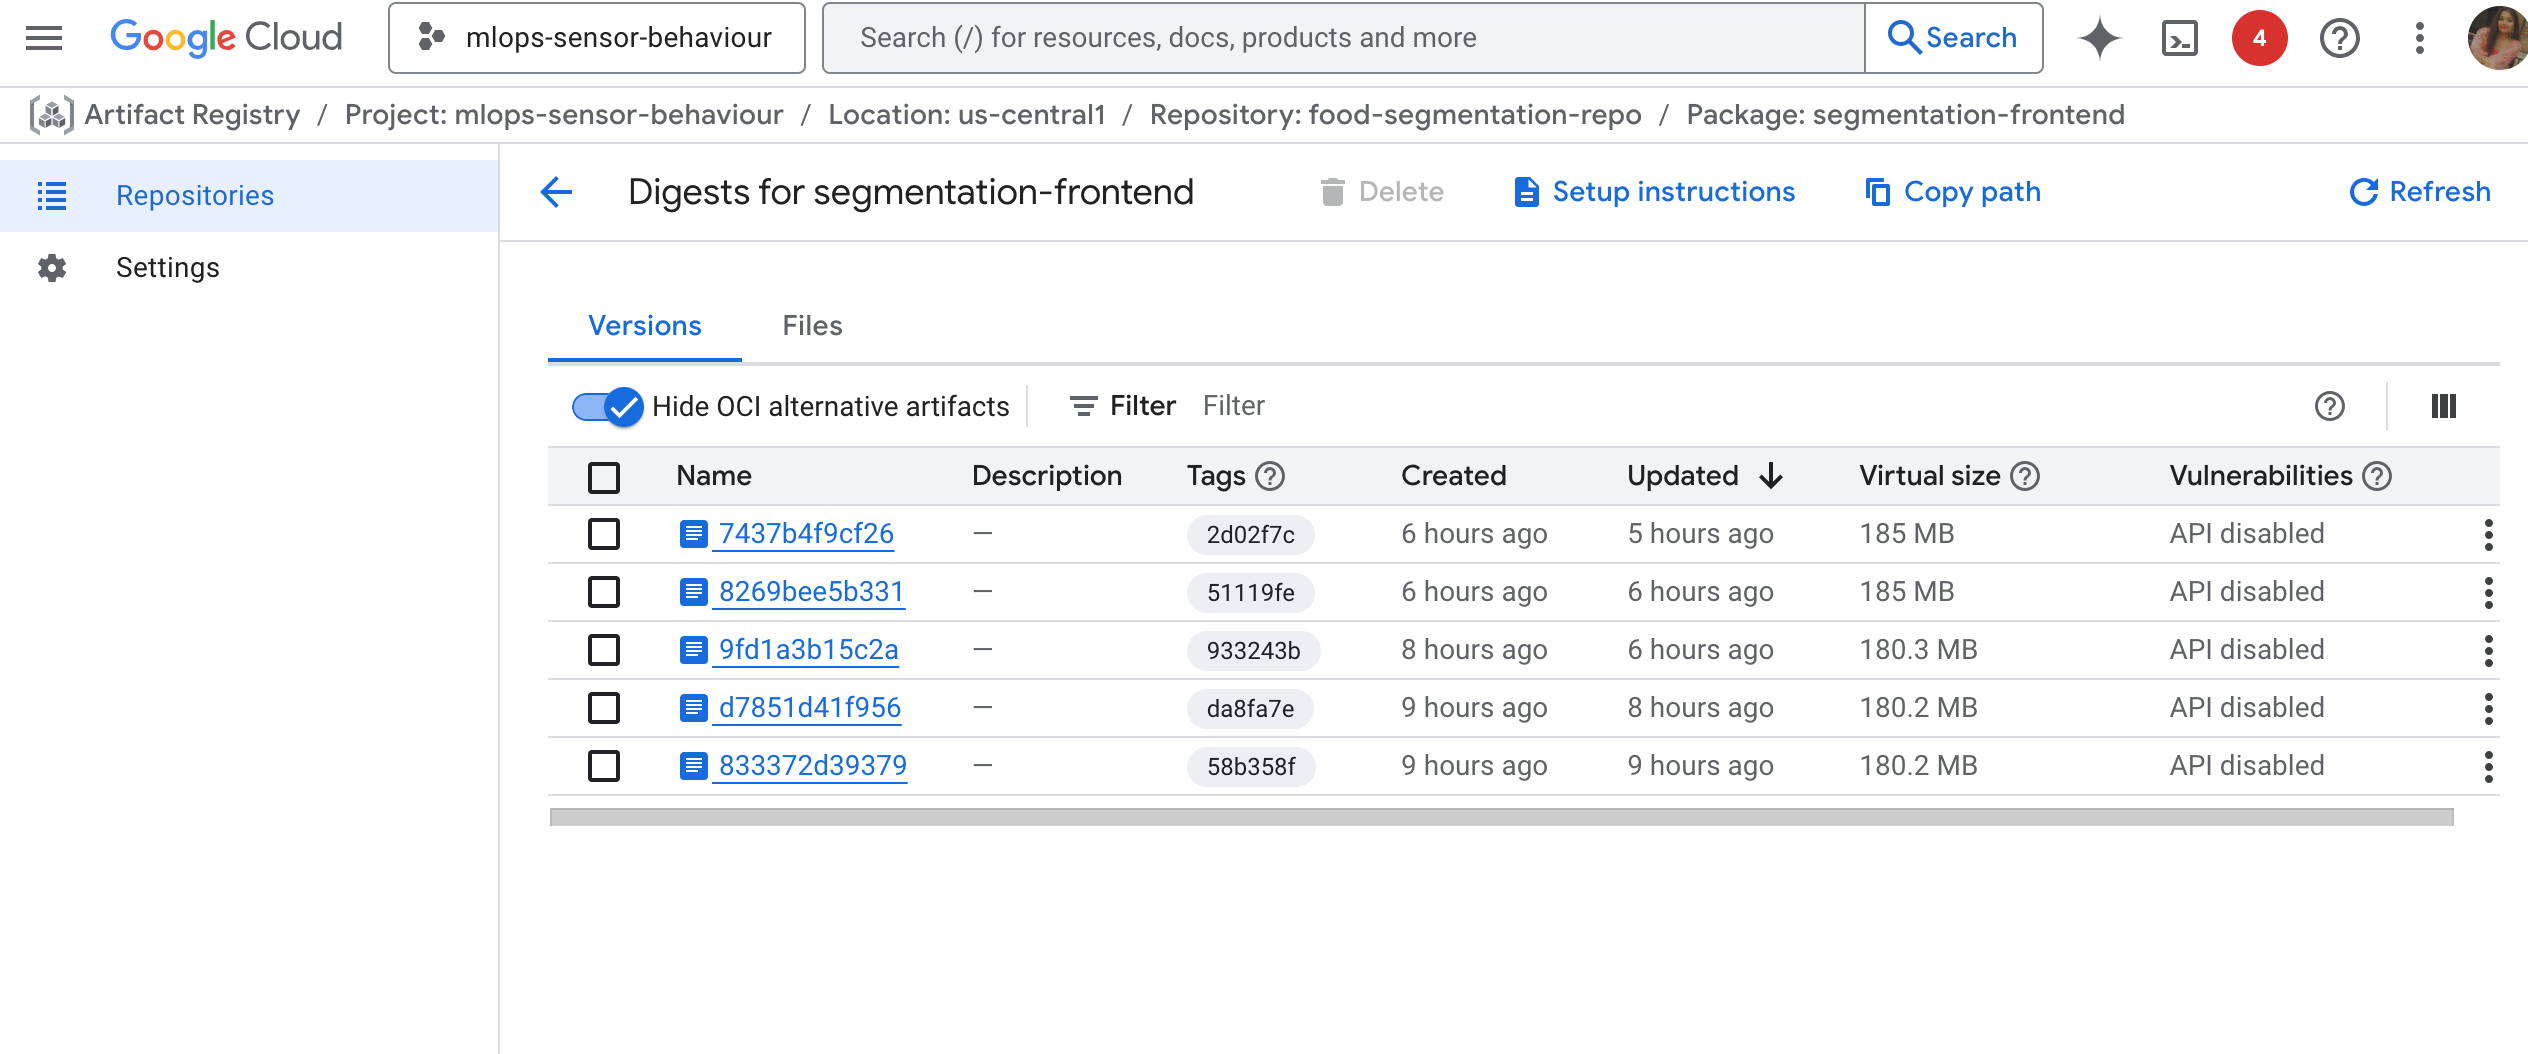 Google Cloud
mlops-sensor-behaviour
Search (/) for resources, docs, products and more
Search
4
Artifact Registry / Project: mlops-sensor-behaviour / Location: us-central1 / Repository: food-segmentation-repo / Package: segmentation-frontend
Repositories
Settings
Digests for segmentation-frontend
Delete
Setup instructions
Copy path
Refresh
Versions
Files
Hide OCI alternative artifacts
Filter
Filter
Name Description Tags Created Updated Virtual size Vulnerabilities
7437b4f9cf26 — 2d02f7c 6 hours ago 5 hours ago 185 MB API disabled
8269bee5b331 — 51119fe 6 hours ago 6 hours ago 185 MB API disabled
9fd1a3b15c2a — 933243b 8 hours ago 6 hours ago 180.3 MB API disabled
d7851d41f956 — da8fa7e 9 hours ago 8 hours ago 180.2 MB API disabled
833372d39379 — 58b358f 9 hours ago 9 hours ago 180.2 MB API disabled